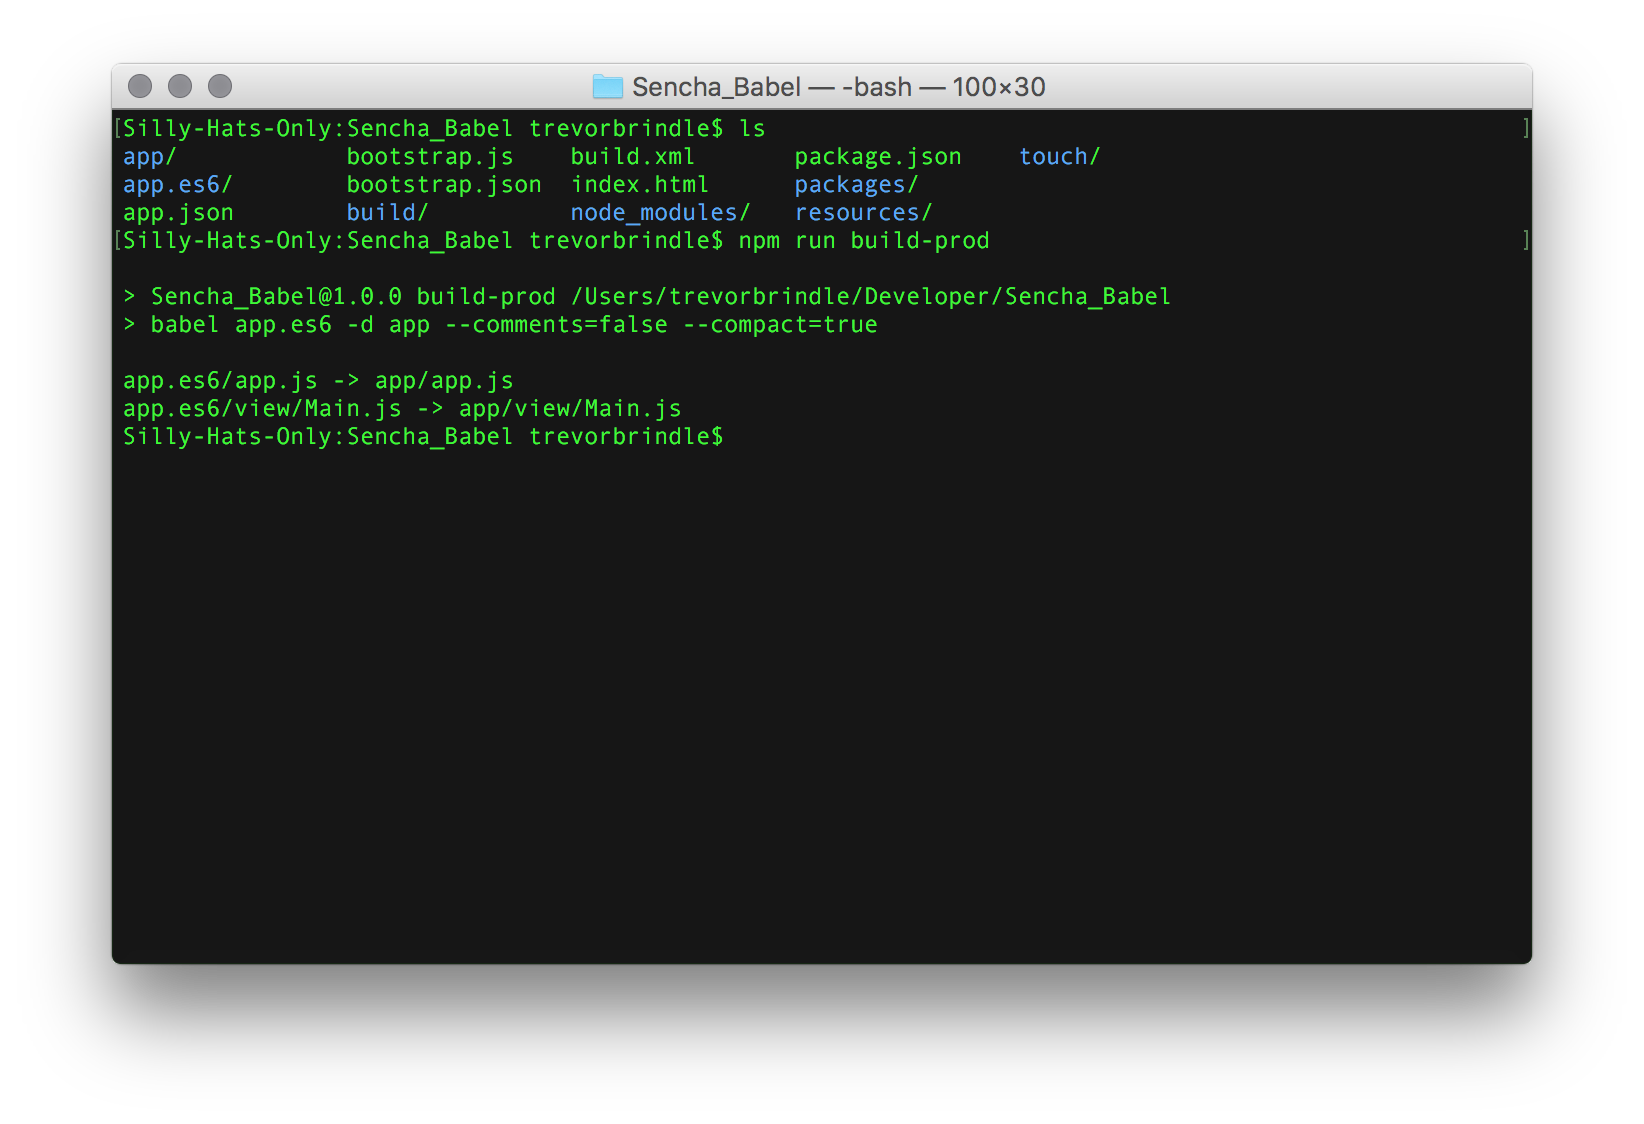 Sencha_Babel — -bash — 100×30
[Silly-Hats-Only:Sencha_Babel trevorbrindle$ ls ]
app/ bootstrap.js build.xml package.json touch/
app.es6/ bootstrap.json index.html packages/
app.json build/ node_modules/ resources/
[Silly-Hats-Only:Sencha_Babel trevorbrindle$ npm run build-prod ]
> Sencha_Babel@1.0.0 build-prod /Users/trevorbrindle/Developer/Sencha_Babel
> babel app.es6 -d app --comments=false --compact=true
app.es6/app.js -> app/app.js
app.es6/view/Main.js -> app/view/Main.js
Silly-Hats-Only:Sencha_Babel trevorbrindle$